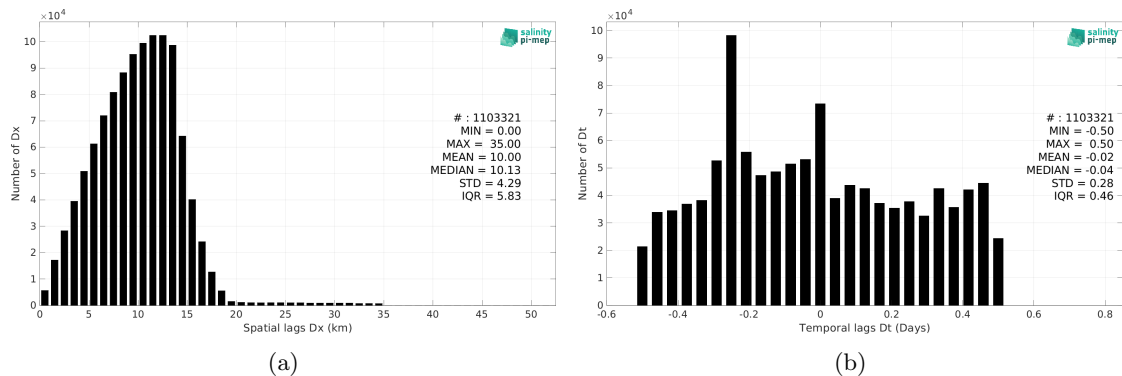 ×10⁴
10
9
8
7
6
5
4
3
2
1
0
Number of Dx
salinity
pi-mep
# : 1103321
MIN = 0.00
MAX = 35.00
MEAN = 10.00
MEDIAN = 10.13
STD = 4.29
IQR = 5.83
0 5 10 15 20 25 30 35 40 45 50
Spatial lags Dx (km)
(a)
×10⁴
10
9
8
7
6
5
4
3
2
1
0
Number of Dt
salinity
pi-mep
# : 1103321
MIN = -0.50
MAX = 0.50
MEAN = -0.02
MEDIAN = -0.04
STD = 0.28
IQR = 0.46
-0.6 -0.4 -0.2 0 0.2 0.4 0.6 0.8
Temporal lags Dt (Days)
(b)